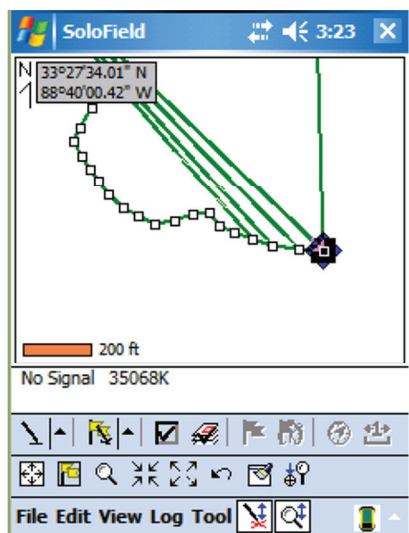 SoloField 3:23
N 33°27'34.01" N
88°40'00.42" W
200 ft
No Signal 35068K
File Edit View Log Tool